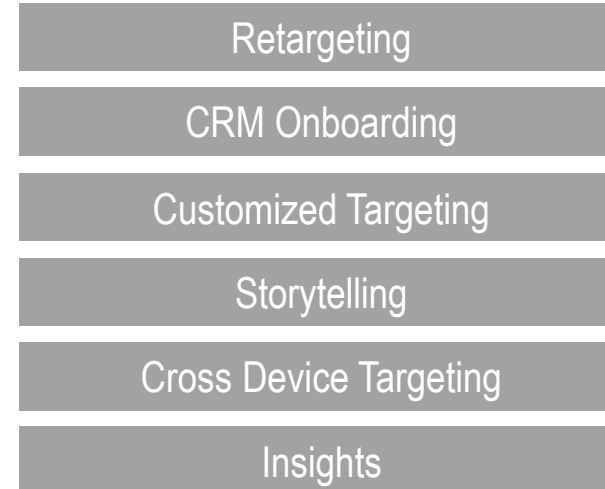 Retargeting
CRM Onboarding
Customized Targeting
Storytelling
Cross Device Targeting
Insights